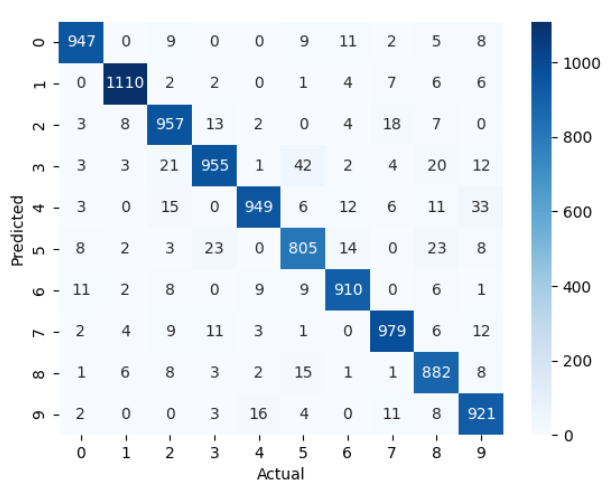 0 947 0 9 0 0 9 11 2 5 8
1 0 1110 2 2 0 1 4 7 6 6
2 3 8 957 13 2 0 4 18 7 0
3 3 3 21 955 1 42 2 4 20 12
4 3 0 15 0 949 6 12 6 11 33
5 8 2 3 23 0 805 14 0 23 8
6 11 2 8 0 9 9 910 0 6 1
7 2 4 9 11 3 1 0 979 6 12
8 1 6 8 3 2 15 1 1 882 8
9 2 0 0 3 16 4 0 11 8 921
0 1 2 3 4 5 6 7 8 9
Actual
Predicted
1000
800
600
400
200
0